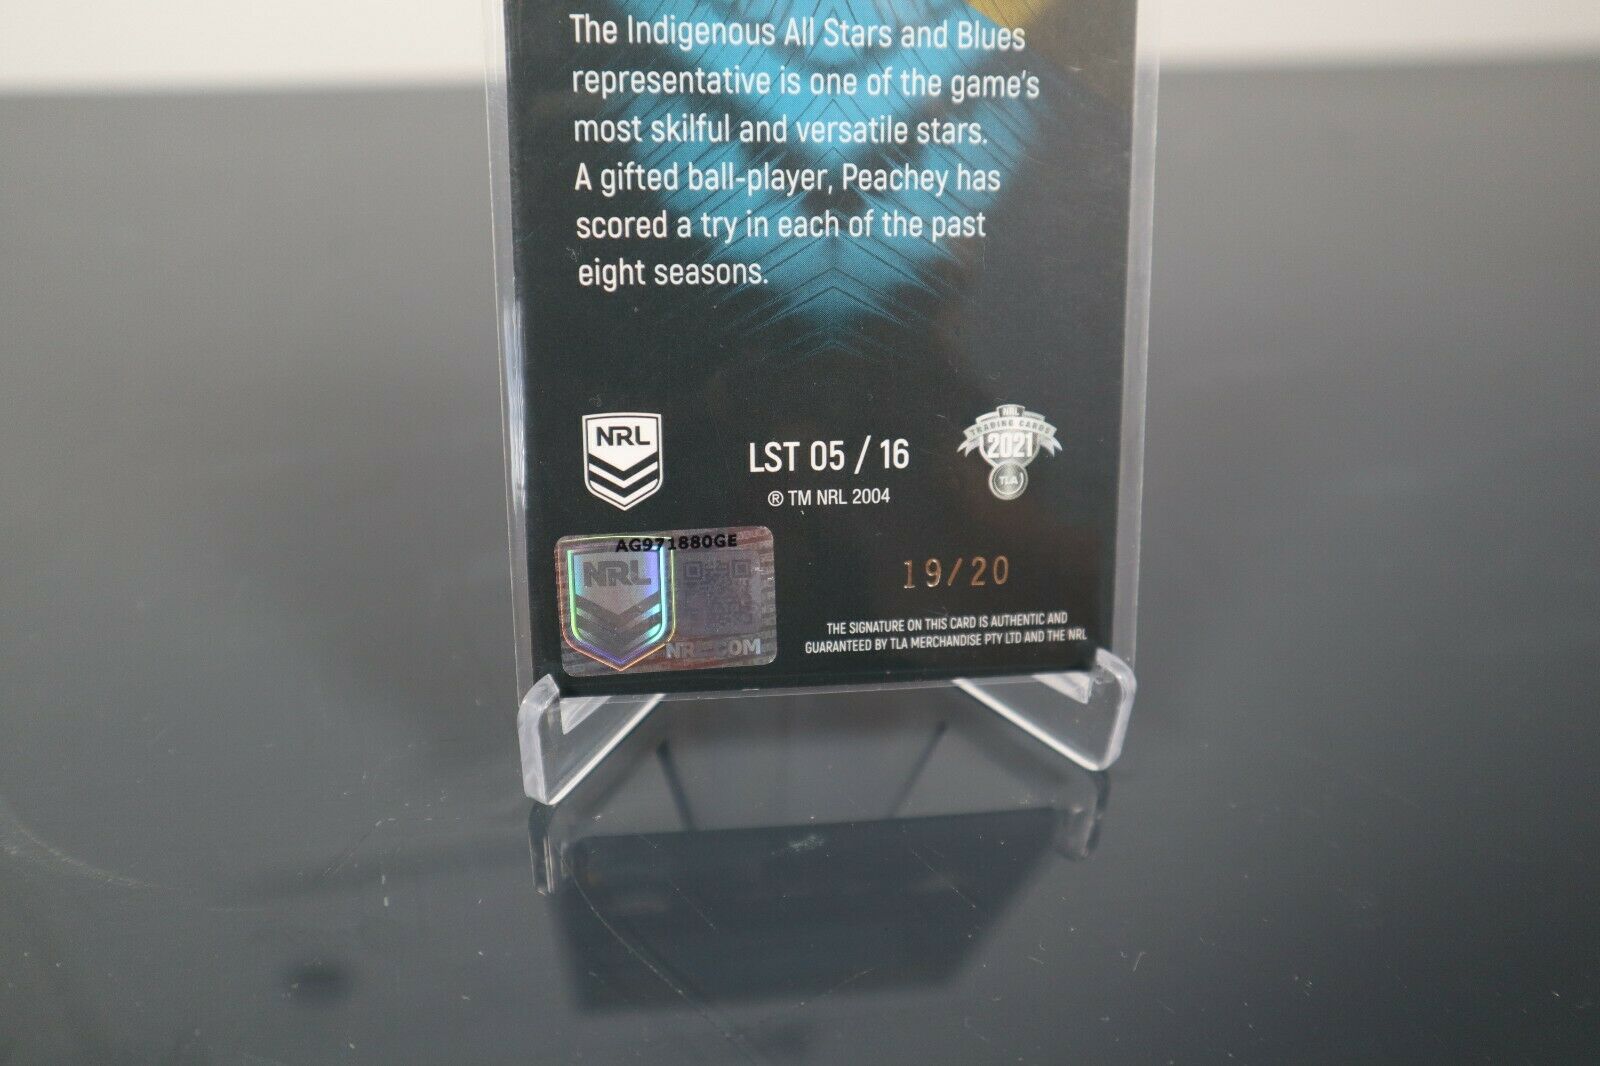 The Indigenous All Stars and Blues
representative is one of the game's
most skilful and versatile stars.
A gifted ball-player, Peachey has
scored a try in each of the past
eight seasons.
NRL
LST 05 / 16
® TM NRL 2004
NRL
TRADING CARDS
2021
TLA
AG971880GE
NRL
NRL.COM
19/20
THE SIGNATURE ON THIS CARD IS AUTHENTIC AND
GUARANTEED BY TLA MERCHANDISE PTY LTD AND THE NRL